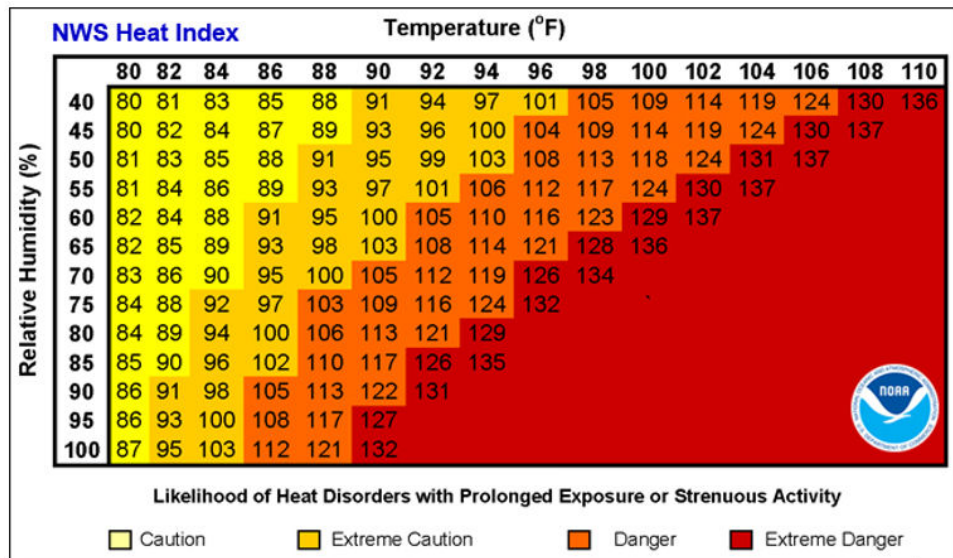 NWS Heat Index
Temperature (°F)
80 82 84 86 88 90 92 94 96 98 100 102 104 106 108 110
Relative Humidity (%)
40 80 81 83 85 88 91 94 97 101 105 109 114 119 124 130 136
45 80 82 84 87 89 93 96 100 104 109 114 119 124 130 137
50 81 83 85 88 91 95 99 103 108 113 118 124 131 137
55 81 84 86 89 93 97 101 106 112 117 124 130 137
60 82 84 88 91 95 100 105 110 116 123 129 137
65 82 85 89 93 98 103 108 114 121 128 136
70 83 86 90 95 100 105 112 119 126 134
75 84 88 92 97 103 109 116 124 132
80 84 89 94 100 106 113 121 129
85 85 90 96 102 110 117 126 135
90 86 91 98 105 113 122 131
95 86 93 100 108 117 127
100 87 95 103 112 121 132
NOAA
Likelihood of Heat Disorders with Prolonged Exposure or Strenuous Activity
Caution Extreme Caution Danger Extreme Danger